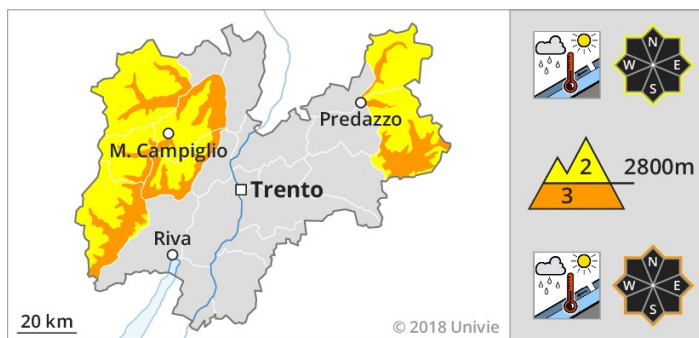 Predazzo
M. Campiglio
Trento
Riva
20 km
© 2018 Univie
N
W E
S
2 2800m
3
N
W E
S